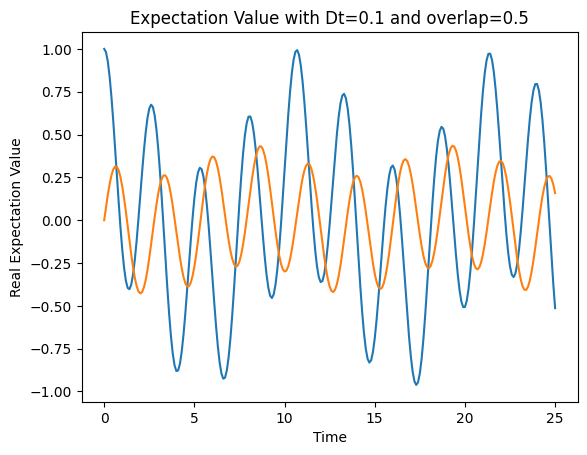 Expectation Value with Dt=0.1 and overlap=0.5
Real Expectation Value
1.00
0.75
0.50
0.25
0.00
−0.25
−0.50
−0.75
−1.00
0 5 10 15 20 25
Time